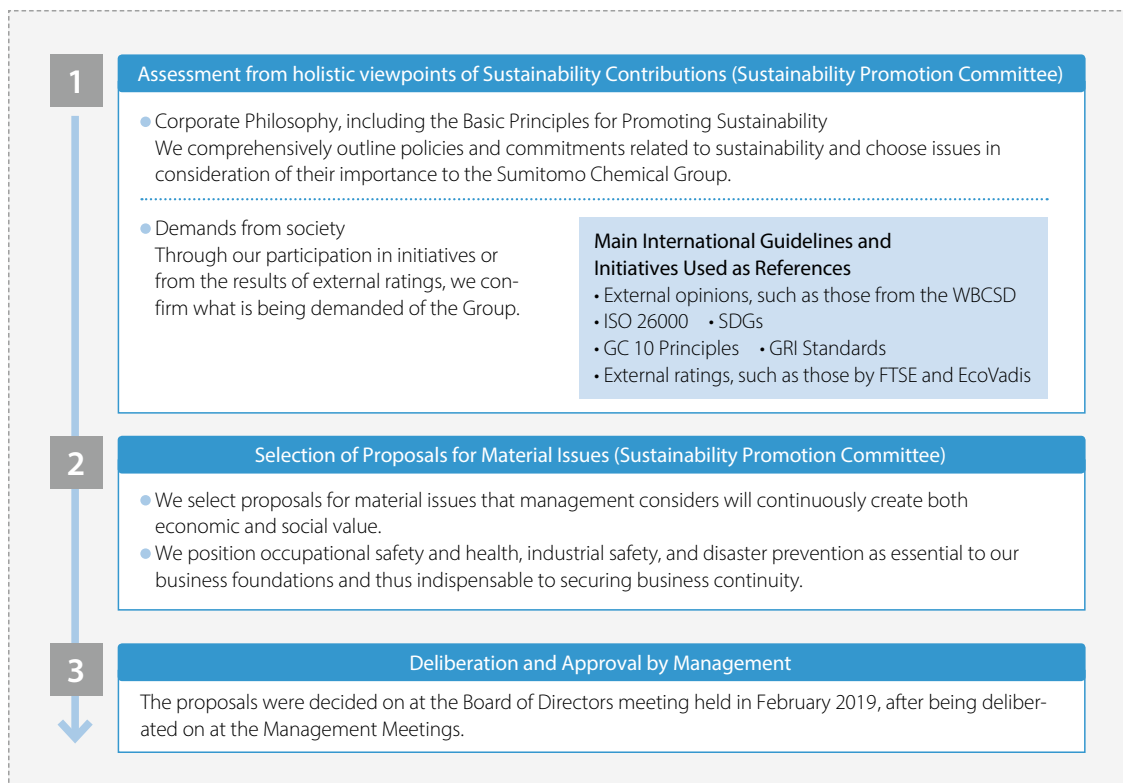 1
Assessment from holistic viewpoints of Sustainability Contributions (Sustainability Promotion Committee)
● Corporate Philosophy, including the Basic Principles for Promoting Sustainability
We comprehensively outline policies and commitments related to sustainability and choose issues in
consideration of their importance to the Sumitomo Chemical Group.
● Demands from society
Through our participation in initiatives or
from the results of external ratings, we con-
firm what is being demanded of the Group.
Main International Guidelines and
Initiatives Used as References
• External opinions, such as those from the WBCSD
• ISO 26000 • SDGs
• GC 10 Principles • GRI Standards
• External ratings, such as those by FTSE and EcoVadis
2
Selection of Proposals for Material Issues (Sustainability Promotion Committee)
● We select proposals for material issues that management considers will continuously create both
economic and social value.
● We position occupational safety and health, industrial safety, and disaster prevention as essential to our
business foundations and thus indispensable to securing business continuity.
3
Deliberation and Approval by Management
The proposals were decided on at the Board of Directors meeting held in February 2019, after being deliber-
ated on at the Management Meetings.